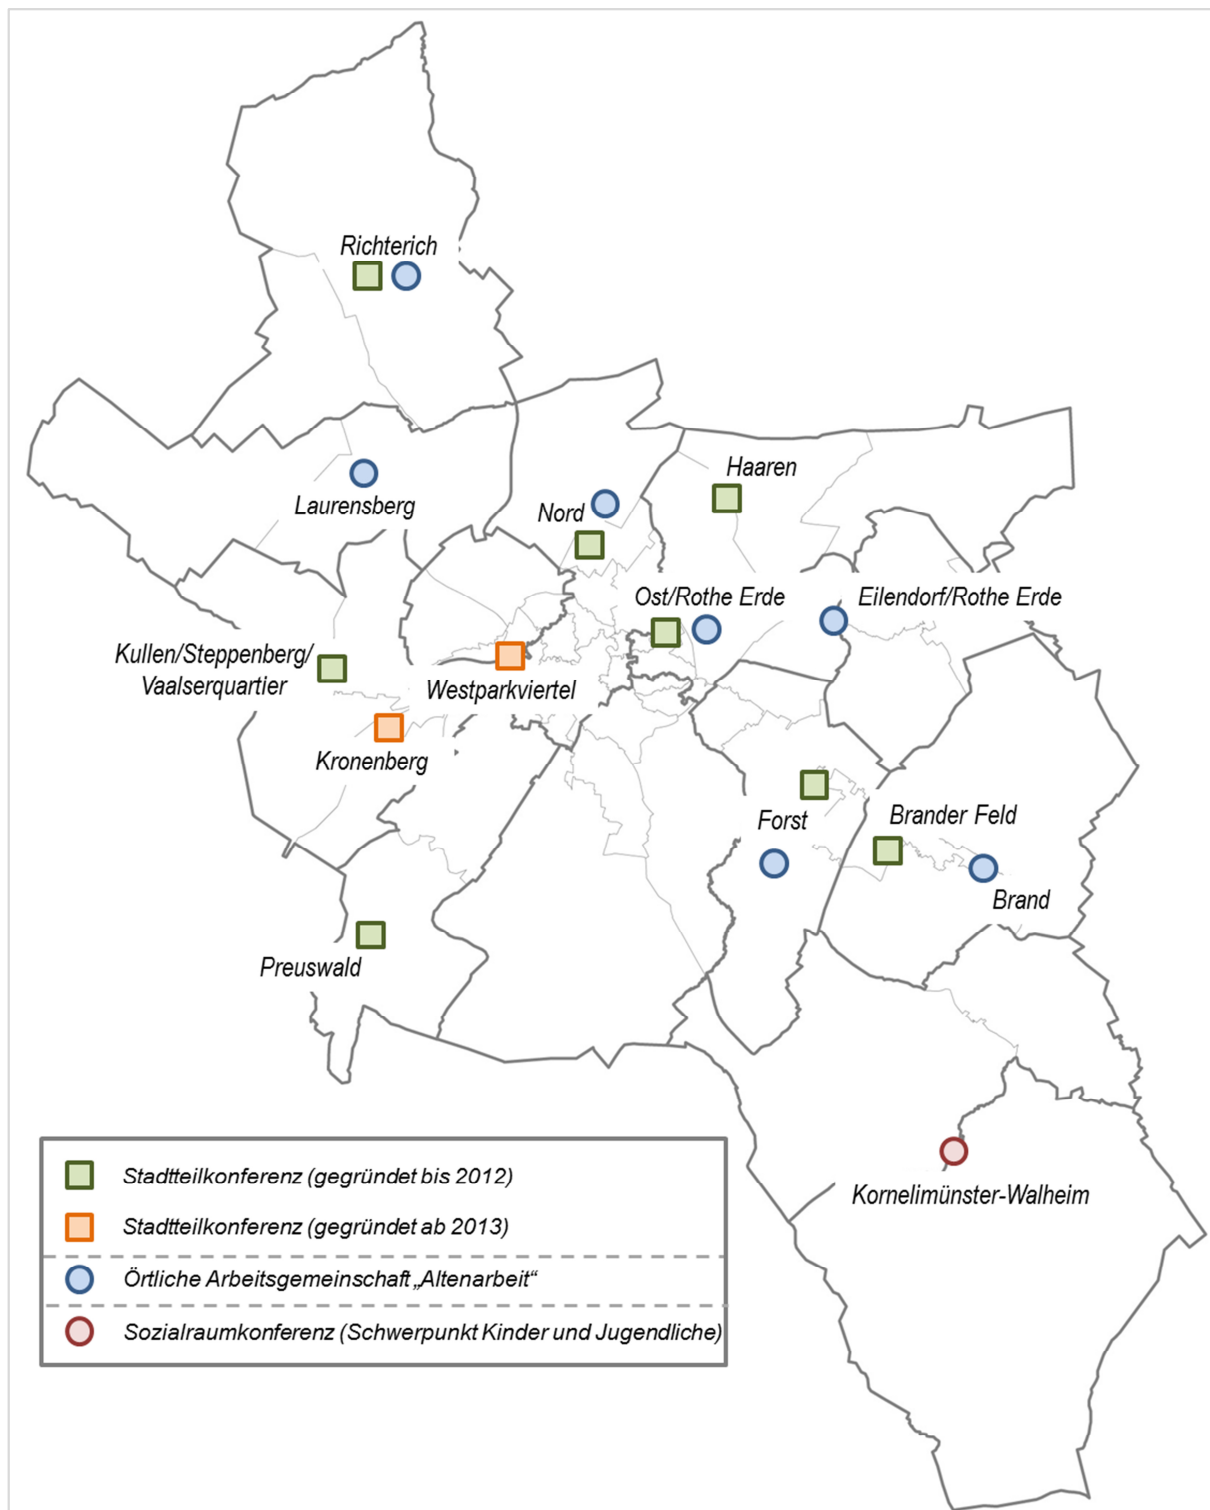 Richterich
Haaren
Laurensberg
Nord
Ost/Rothe Erde
Eilendorf/Rothe Erde
Kullen/Steppenberg/
Vaalserquartier
Westparkviertel
Kronenberg
Forst
Brander Feld
Brand
Preuswald
Kornelimünster-Walheim
Stadtteilkonferenz (gegründet bis 2012)
Stadtteilkonferenz (gegründet ab 2013)
Örtliche Arbeitsgemeinschaft „Altenarbeit“
Sozialraumkonferenz (Schwerpunkt Kinder und Jugendliche)